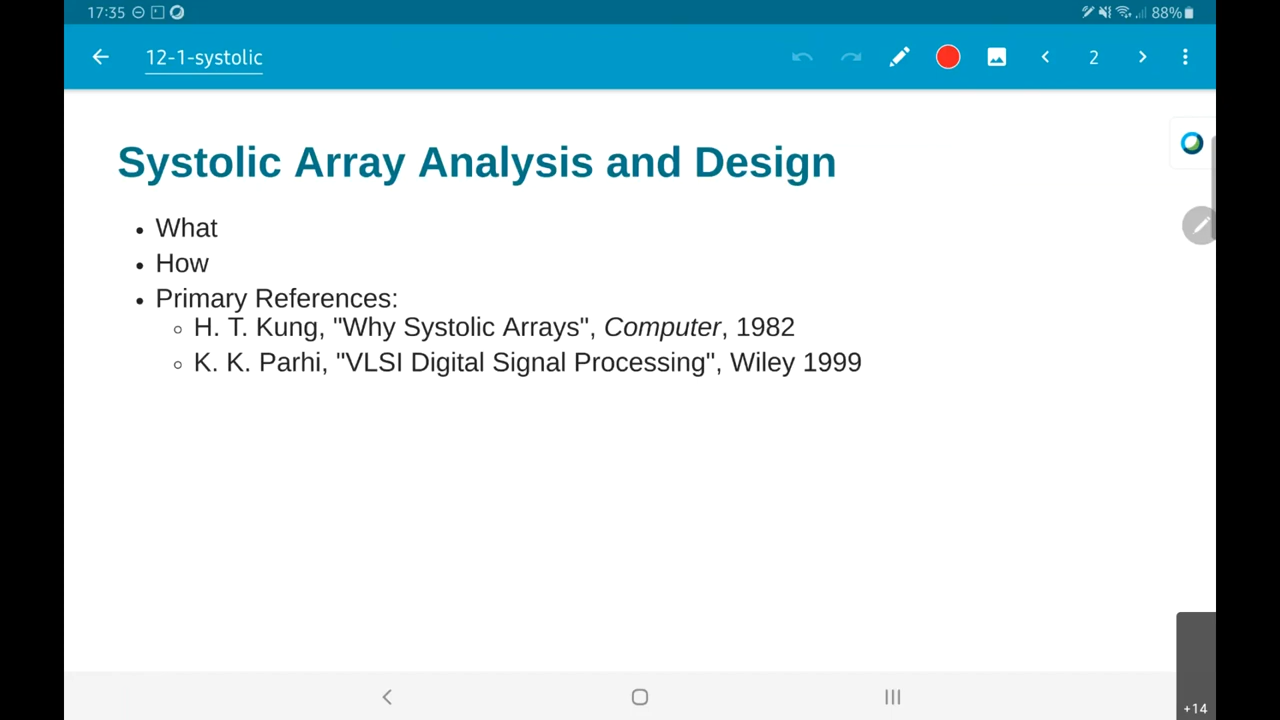 17:35
88%
12-1-systolic
2
Systolic Array Analysis and Design
• What
• How
• Primary References:
◦ H. T. Kung, "Why Systolic Arrays", Computer, 1982
◦ K. K. Parhi, "VLSI Digital Signal Processing", Wiley 1999
+14